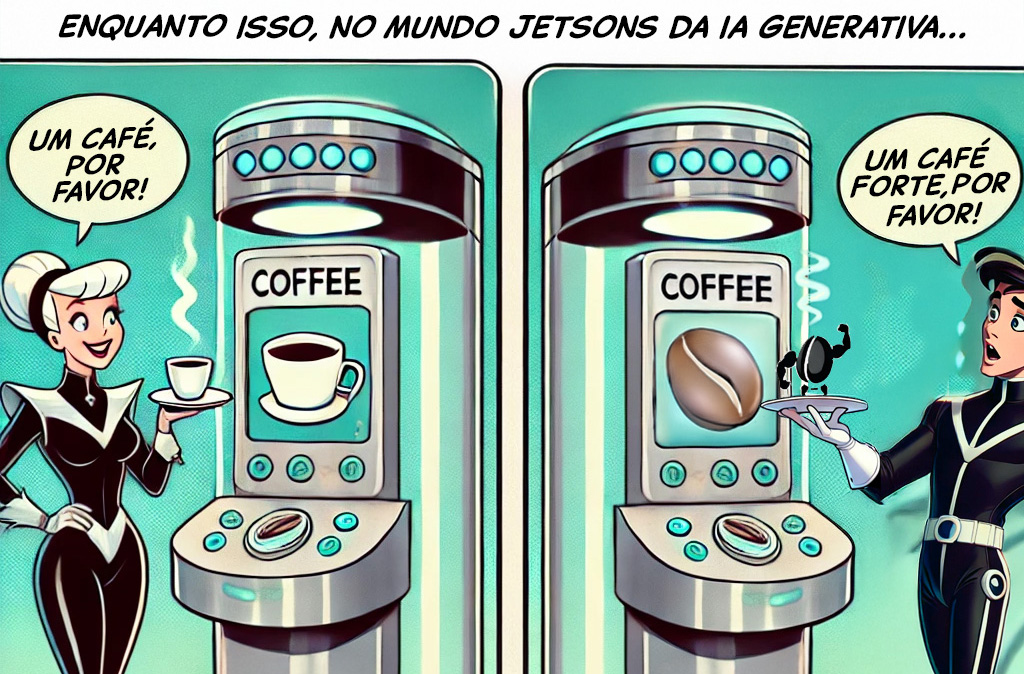 ENQUANTO ISSO, NO MUNDO JETSONS DA IA GENERATIVA...
UM CAFÉ,
POR
FAVOR!
COFFEE
UM CAFÉ
FORTE, POR
FAVOR!
COFFEE